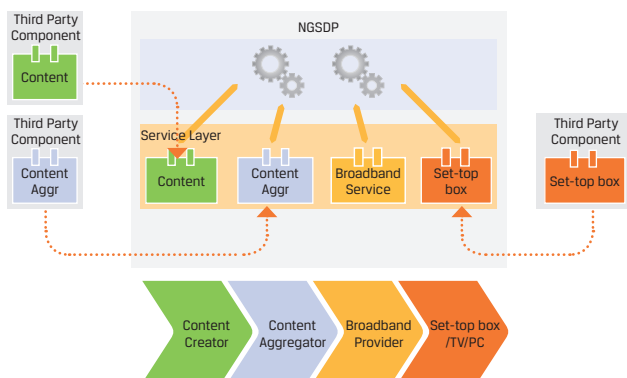 Third Party
Component
Content
NGSDP
Third Party
Component
Content
Aggr
Service Layer
Content
Content
Aggr
Broadband
Service
Set-top
box
Third Party
Component
Set-top box
Content
Creator
Content
Aggregator
Broadband
Provider
Set-top box
/TV/PC